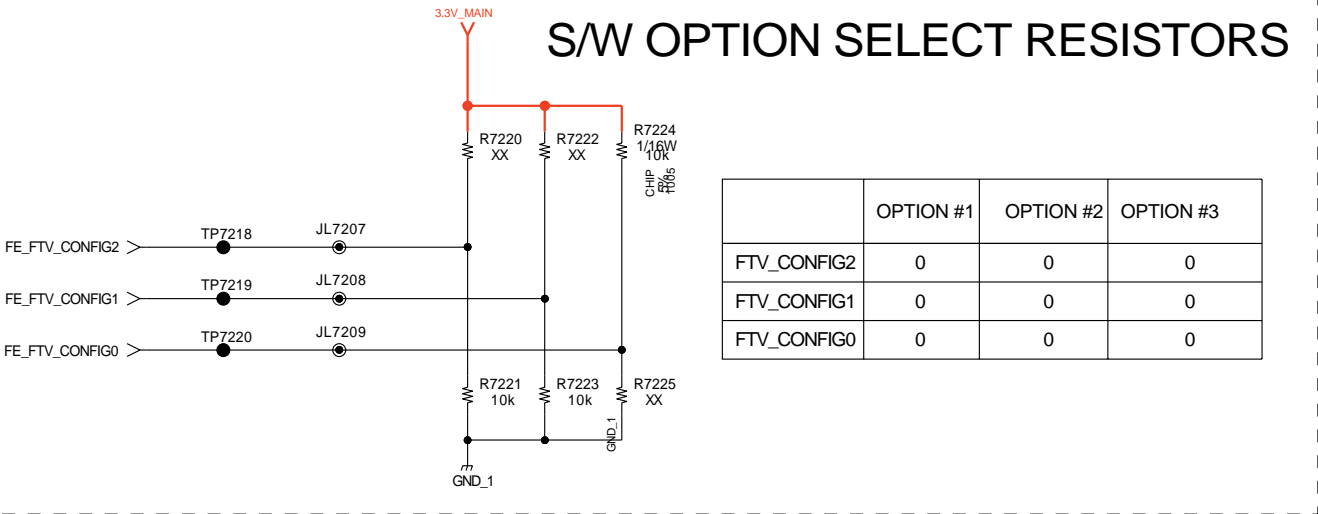 3.3V_MAIN
S/W OPTION SELECT RESISTORS
R7220
XX
R7222
XX
R7224
1/16W
10k
CHIP
5%
1005
OPTION #1 OPTION #2 OPTION #3
FTV_CONFIG2 0 0 0
FTV_CONFIG1 0 0 0
FTV_CONFIG0 0 0 0
FE_FTV_CONFIG2 TP7218 JL7207
FE_FTV_CONFIG1 TP7219 JL7208
FE_FTV_CONFIG0 TP7220 JL7209
R7221
10k
R7223
10k
R7225
XX
GND_1
GND_1